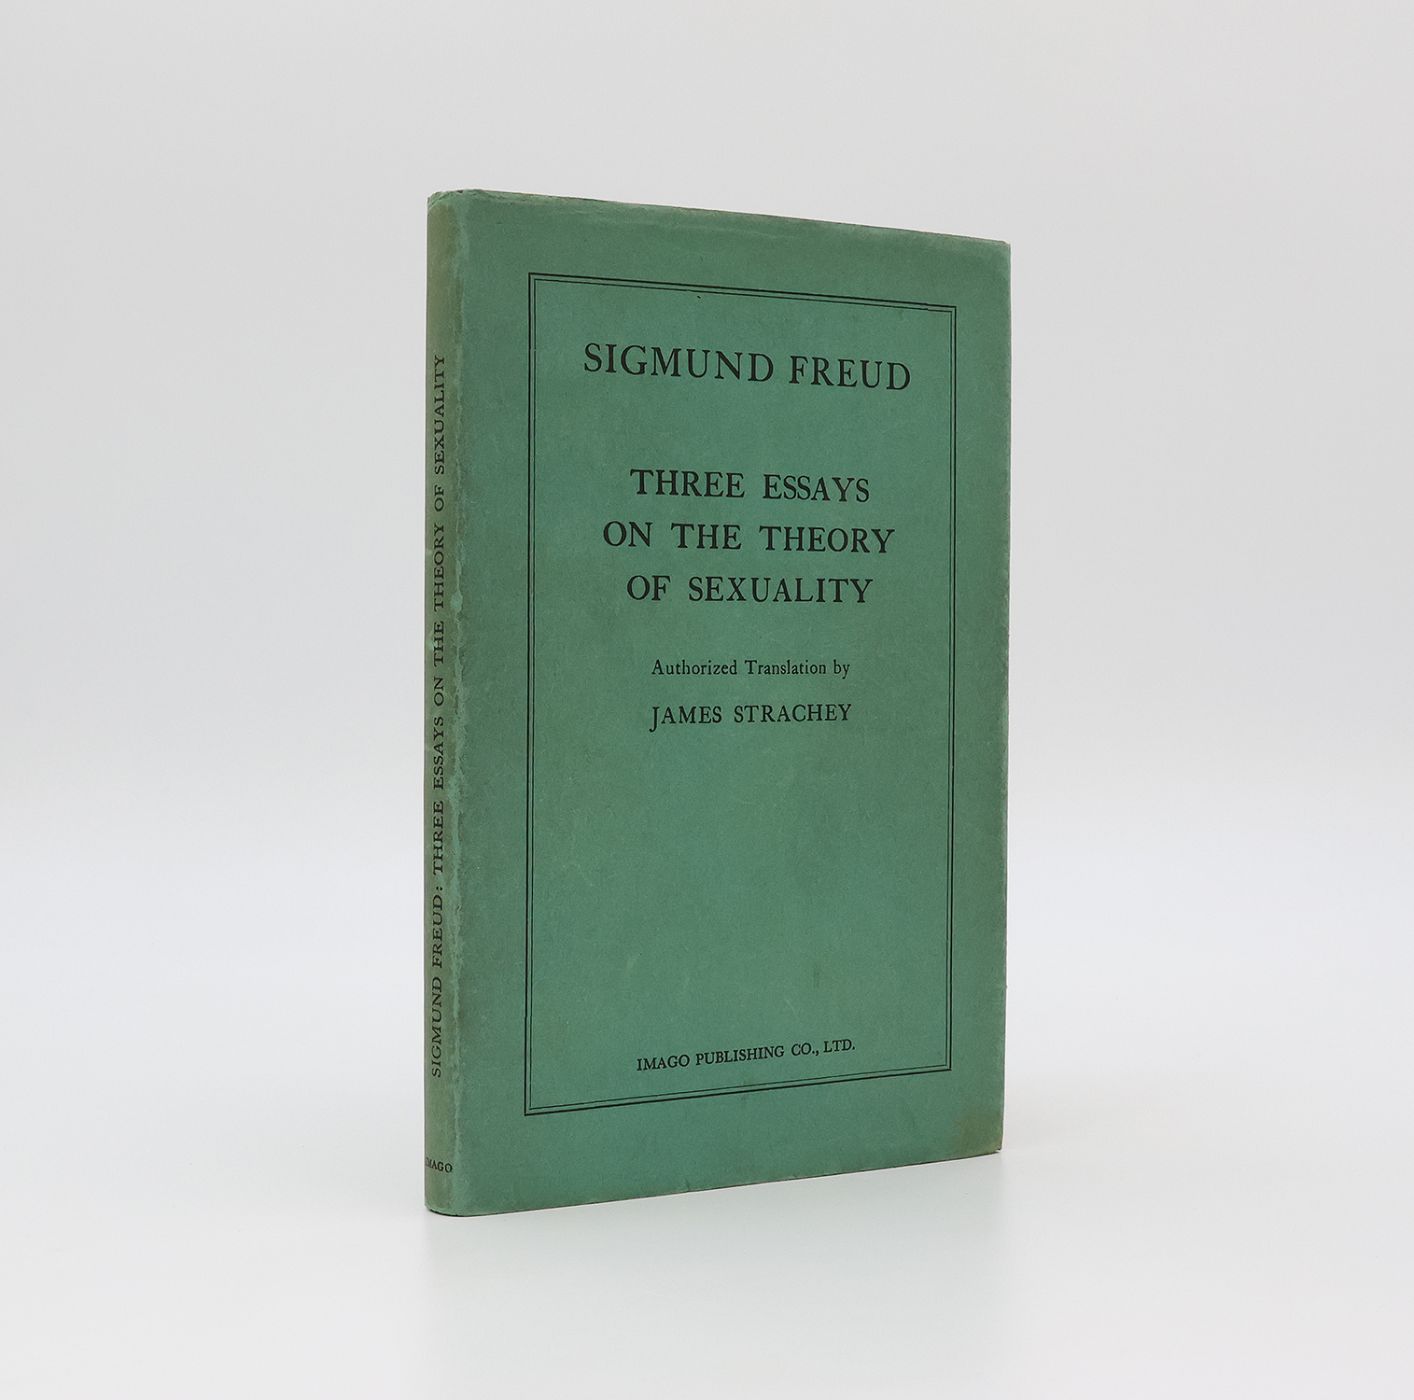 SIGMUND FREUD: THREE ESSAYS ON THE THEORY OF SEXUALITY
IMAGO
SIGMUND FREUD
THREE ESSAYS
ON THE THEORY
OF SEXUALITY
Authorized Translation by
JAMES STRACHEY
IMAGO PUBLISHING CO., LTD.